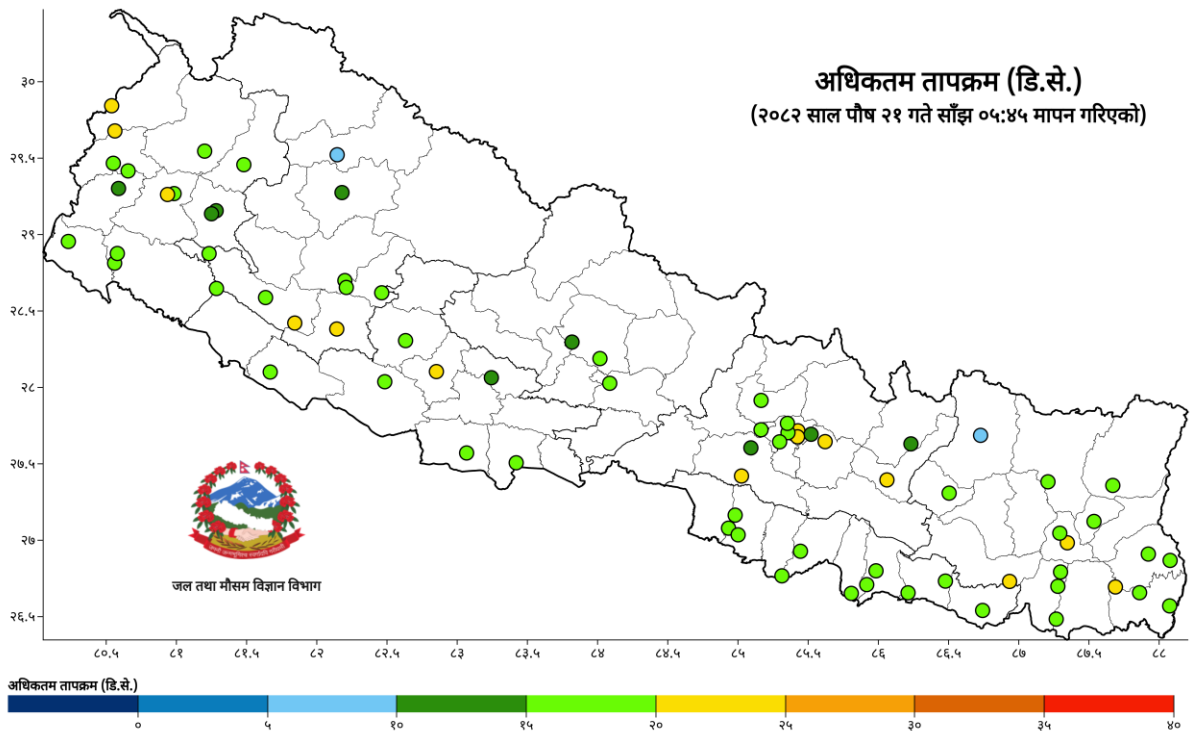 अधिकतम तापक्रम (डि.से.)
(२०८२ साल पौष २१ गते साँझ ०५:४५ मापन गरिएको)
३०
२९.५
२९
२८.५
२८
२७.५
२७
२६.५
जल तथा मौसम विज्ञान विभाग
८०.५ ८१ ८१.५ ८२ ८२.५ ८३ ८३.५ ८४ ८४.५ ८५ ८५.५ ८६ ८६.५ ८७ ८७.५ ८८
अधिकतम तापक्रम (डि.से.)
० ५ १० १५ २० २५ ३० ३५ ४०